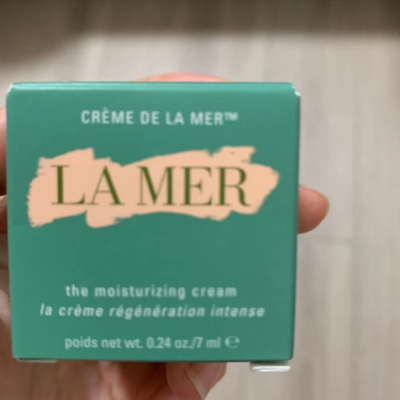 CRÈME DE LA MER™
LA MER
the moisturizing cream
la crème régénération intense
poids net wt. 0.24 oz./7 ml ℮